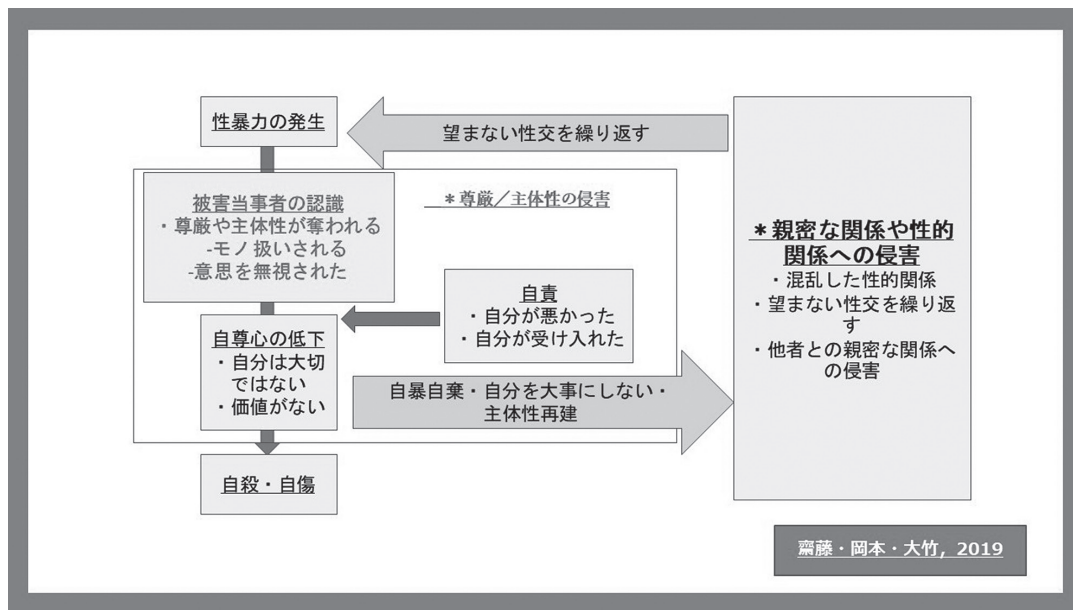 性暴力の発生
望まない性交を繰り返す
被害当事者の認識
・尊厳や主体性が奪われる
-モノ扱いされる
-意思を無視された
＊尊厳／主体性の侵害
自責
・自分が悪かった
・自分が受け入れた
自尊心の低下
・自分は大切
ではない
・価値がない
自暴自棄・自分を大事にしない・
主体性再建
自殺・自傷
＊親密な関係や性的
関係への侵害
・混乱した性的関係
・望まない性交を繰り返
す
・他者との親密な関係へ
の侵害
齋藤・岡本・大竹，2019